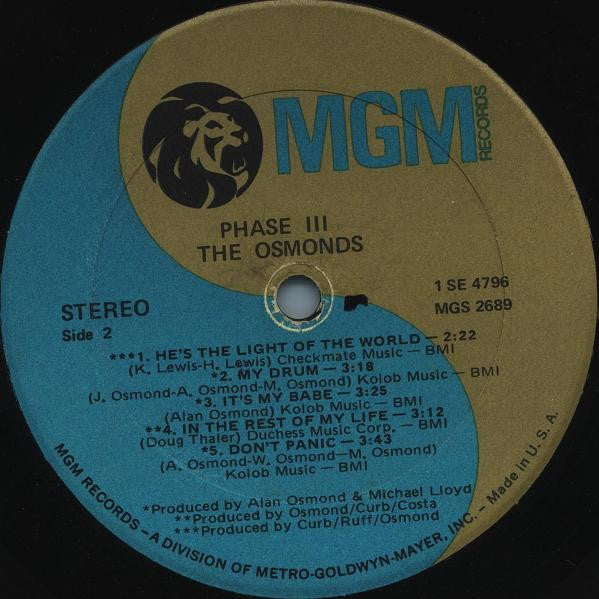 MGM
RECORDS
PHASE III
THE OSMONDS
1 SE 4796
MGS 2689
STEREO
Side 2
***1. HE'S THE LIGHT OF THE WORLD — 2:22
(K. Lewis-H. Lewis) Checkmate Music — BMI
*2. MY DRUM — 3:18
(J. Osmond-A. Osmond-M. Osmond) Kolob Music — BMI
*3. IT'S MY BABE — 3:25
(Alan Osmond) Kolob Music — BMI
**4. IN THE REST OF MY LIFE — 3:12
(Doug Thaler) Duchess Music Corp. — BMI
*5. DON'T PANIC — 3:43
(A. Osmond-W. Osmond—M. Osmond)
Kolob Music — BMI
*Produced by Alan Osmond & Michael Lloyd
**Produced by Osmond/Curb/Costa
***Produced by Curb/Ruff/Osmond
MGM RECORDS — A DIVISION OF METRO-GOLDWYN-MAYER, INC. — Made in U. S. A.